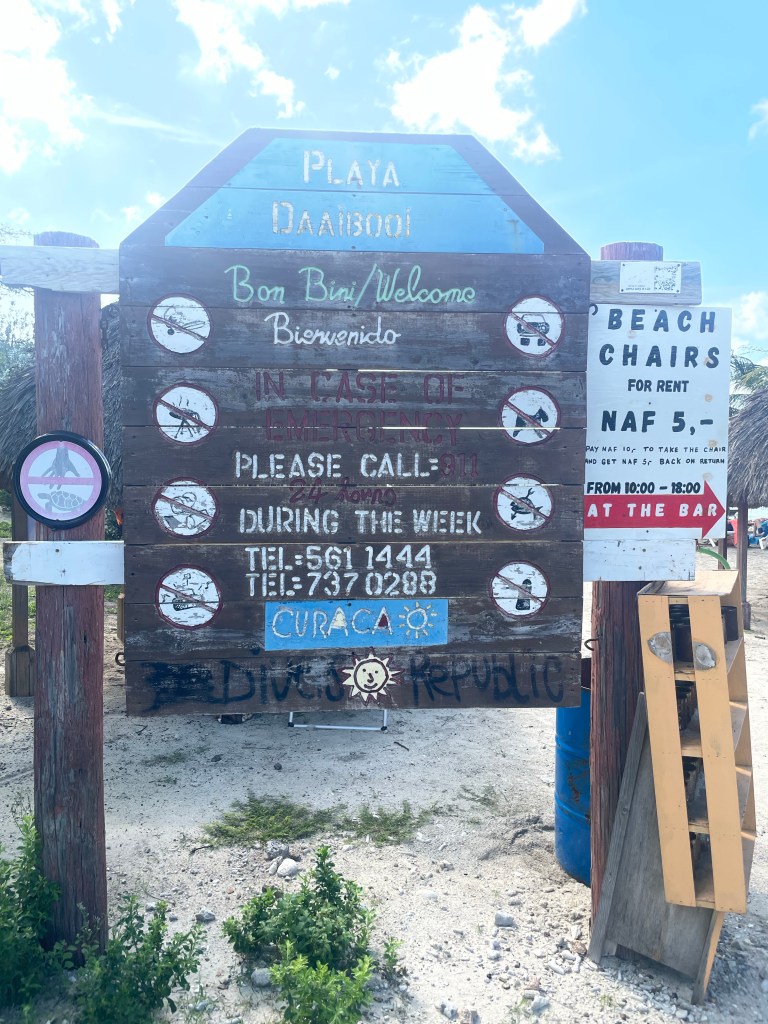 PLAYA
DAAIBOOI
Bon Bini/Welcome
Bienvenido
IN CASE OF
EMERGENCY
PLEASE CALL: 911
24 hours
DURING THE WEEK
TEL:561 1444
TEL:737 0288
CURACAO
Divers Republic
BEACH
CHAIRS
FOR RENT
NAF 5,-
PAY NAF 10,- TO TAKE THE CHAIR
AND GET NAF 5,- BACK ON RETURN
FROM 10:00 - 18:00
AT THE BAR